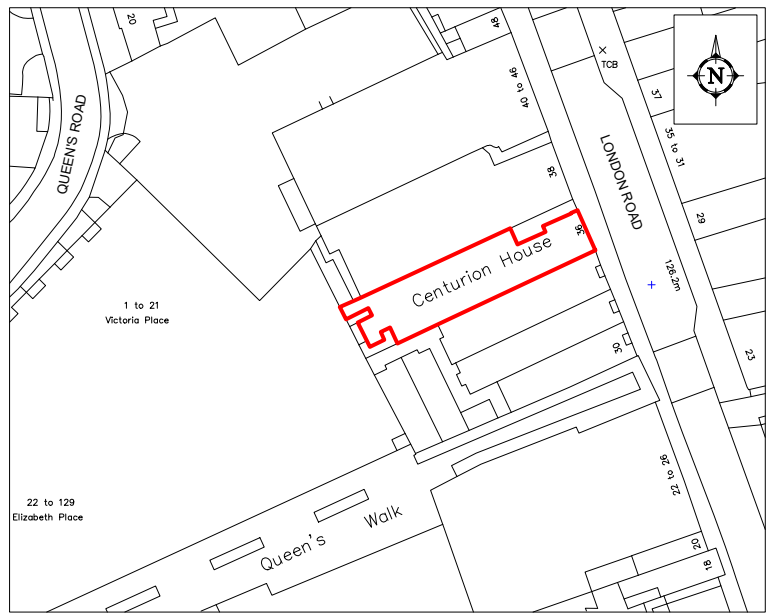 20
48
TCB
40 to 46
37
35 to 31
QUEEN'S ROAD
N
LONDON ROAD
38
36
29
Centurion House
126.2m
1 to 21
Victoria Place
30
23
22 to 26
22 to 129
Elizabeth Place
Queen's Walk
20
18